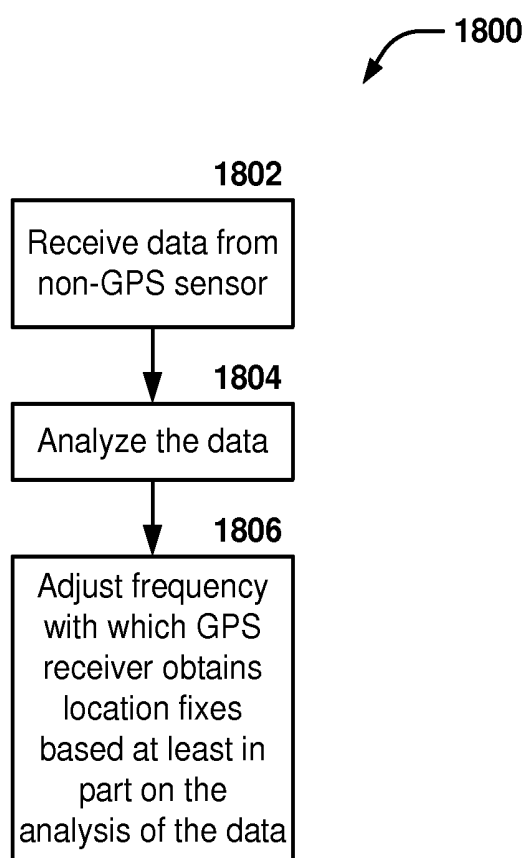 1800
1802
Receive data from
non-GPS sensor
1804
Analyze the data
1806
Adjust frequency
with which GPS
receiver obtains
location fixes
based at least in
part on the
analysis of the data